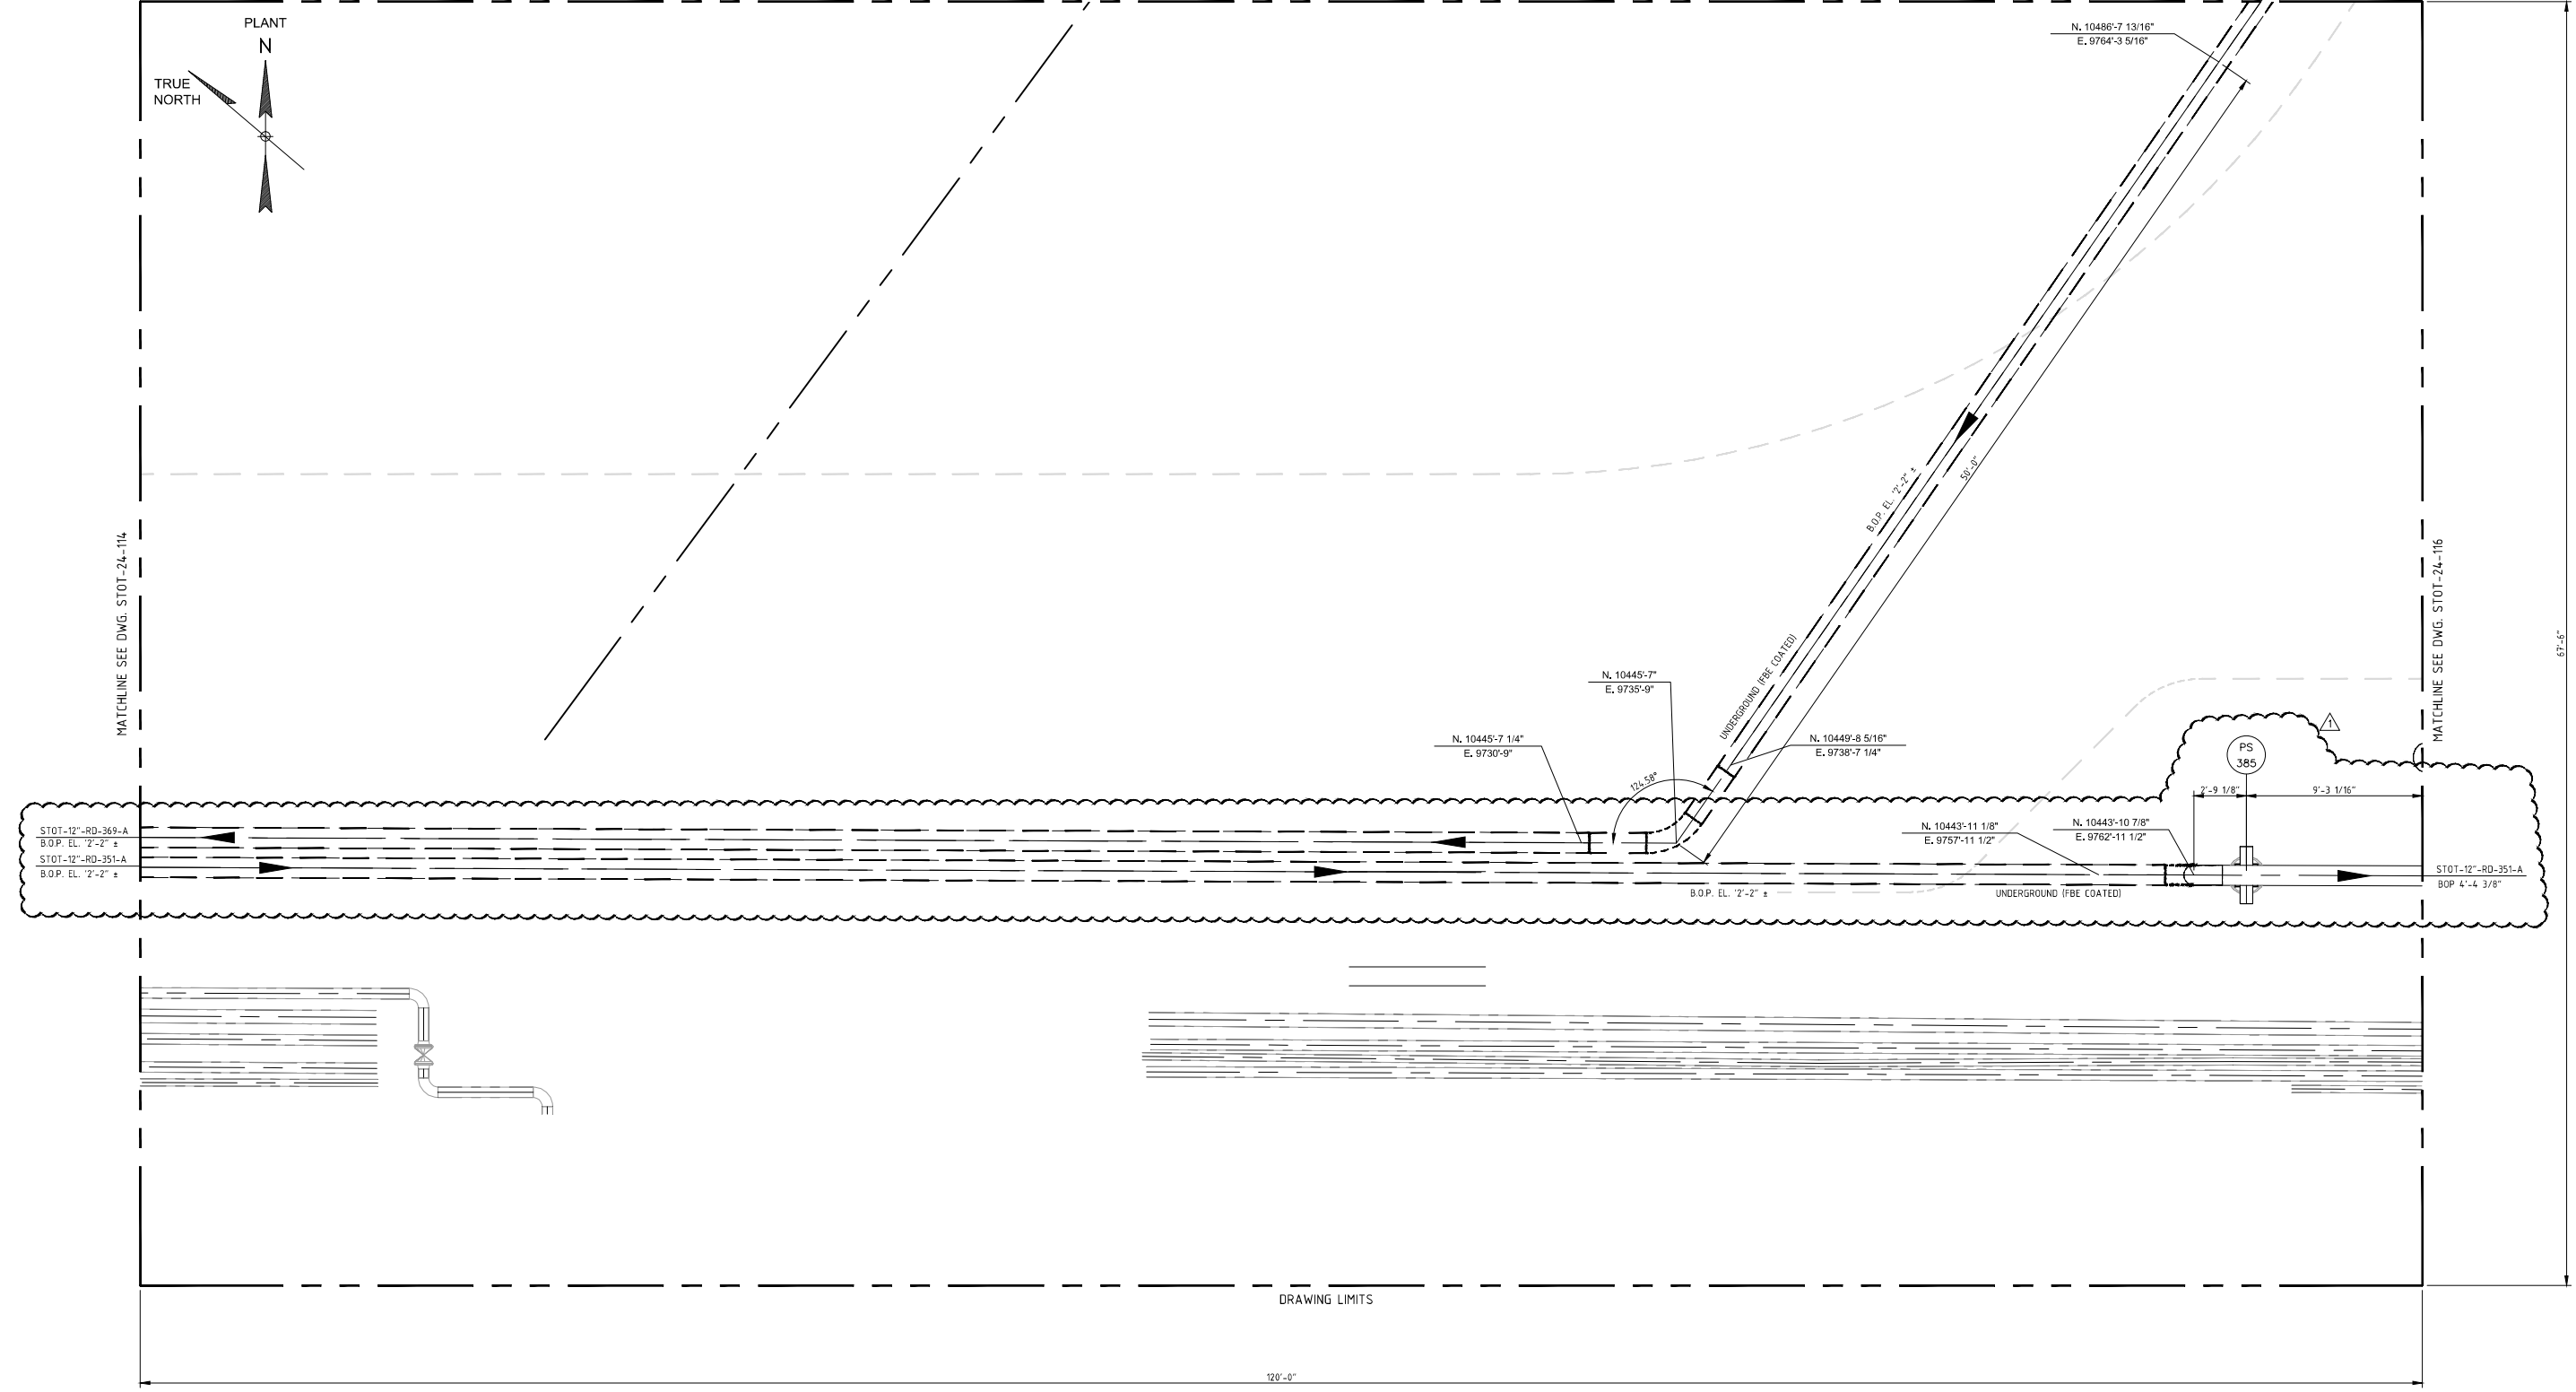 PLANT
N
TRUE
NORTH
N. 10486'-7 13/16"
E. 9764'-3 5/16"
MATCHLINE SEE DWG. STOT-24-114
MATCHLINE SEE DWG. STOT-24-116
67'-6"
B.O.P. EL. '2'-2" ±
50'-0"
UNDERGROUND (FBE COATED)
N. 10445'-7"
E. 9735'-9"
N. 10445'-7 1/4"
E. 9730'-9"
N. 10449'-8 5/16"
E. 9738'-7 1/4"
124.58°
1
PS
385
2'-9 1/8"
9'-3 1/16"
STOT-12"-RD-369-A
B.O.P. EL. '2'-2" ±
STOT-12"-RD-351-A
B.O.P. EL. '2'-2" ±
N. 10443'-11 1/8"
E. 9757'-11 1/2"
N. 10443'-10 7/8"
E. 9762'-11 1/2"
STOT-12"-RD-351-A
BOP 4'-4 3/8"
B.O.P. EL. '2'-2" ±
UNDERGROUND (FBE COATED)
DRAWING LIMITS
120'-0"